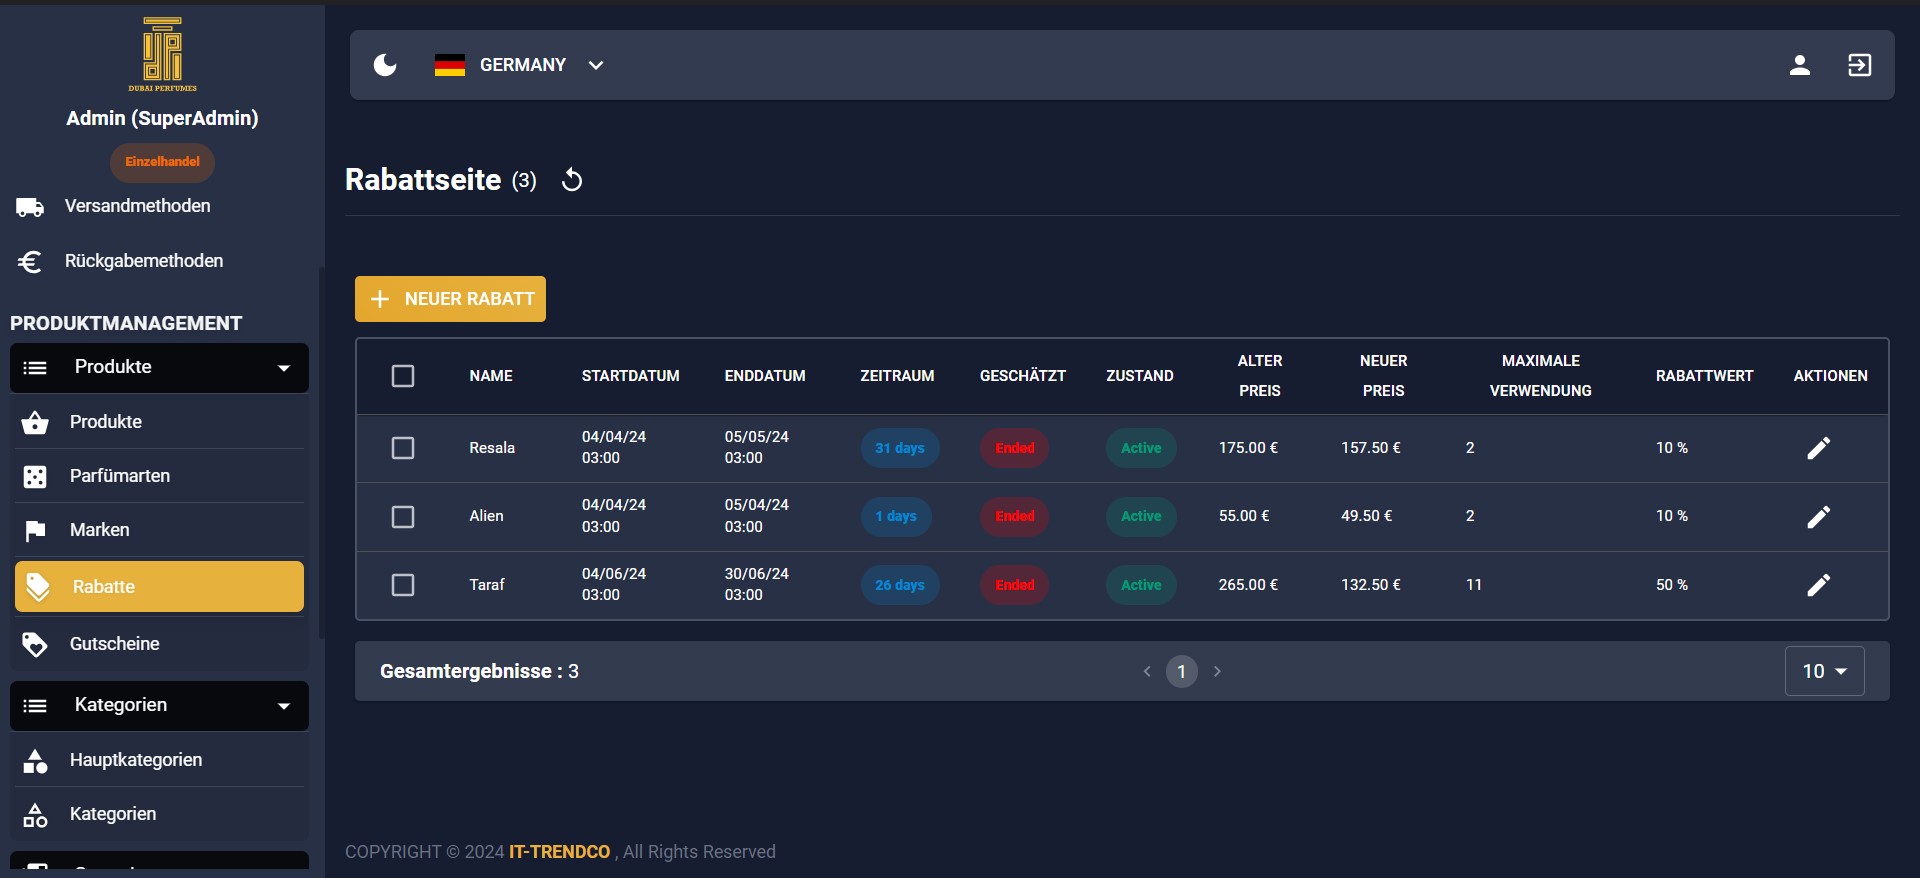 DUBAI PERFUMES
Admin (SuperAdmin)
Einzelhandel
Versandmethoden
Rückgabemethoden
PRODUKTMANAGEMENT
Produkte
Produkte
Parfümarten
Marken
Rabatte
Gutscheine
Kategorien
Hauptkategorien
Kategorien
GERMANY
Rabattseite (3)
NEUER RABATT
NAME STARTDATUM ENDDATUM ZEITRAUM GESCHÄTZT ZUSTAND ALTER PREIS NEUER PREIS MAXIMALE VERWENDUNG RABATTWERT AKTIONEN
Resala 04/04/24 03:00 05/05/24 03:00 31 days Ended Active 175.00 € 157.50 € 2 10 %
Alien 04/04/24 03:00 05/04/24 03:00 1 days Ended Active 55.00 € 49.50 € 2 10 %
Taraf 04/06/24 03:00 30/06/24 03:00 26 days Ended Active 265.00 € 132.50 € 11 50 %
Gesamtergebnisse : 3
1
10
COPYRIGHT © 2024 IT-TRENDCO , All Rights Reserved